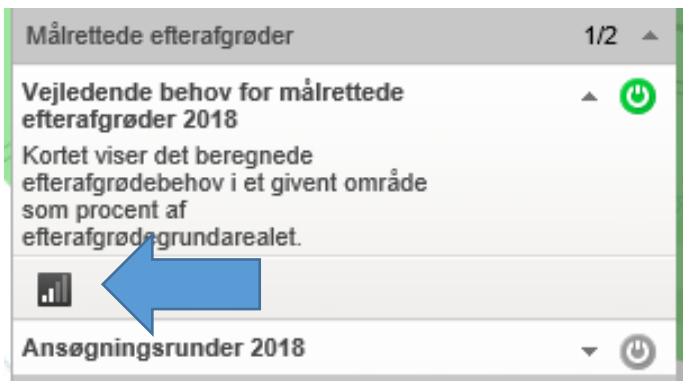 Målrettede efterafgrøder 1/2
Vejledende behov for målrettede
efterafgrøder 2018
Kortet viser det beregnede
efterafgrødebehov i et givent område
som procent af
efterafgrødegrundarealet.
Ansøgningsrunder 2018